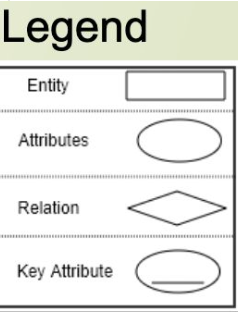 Legend
Entity
Attributes
Relation
Key Attribute